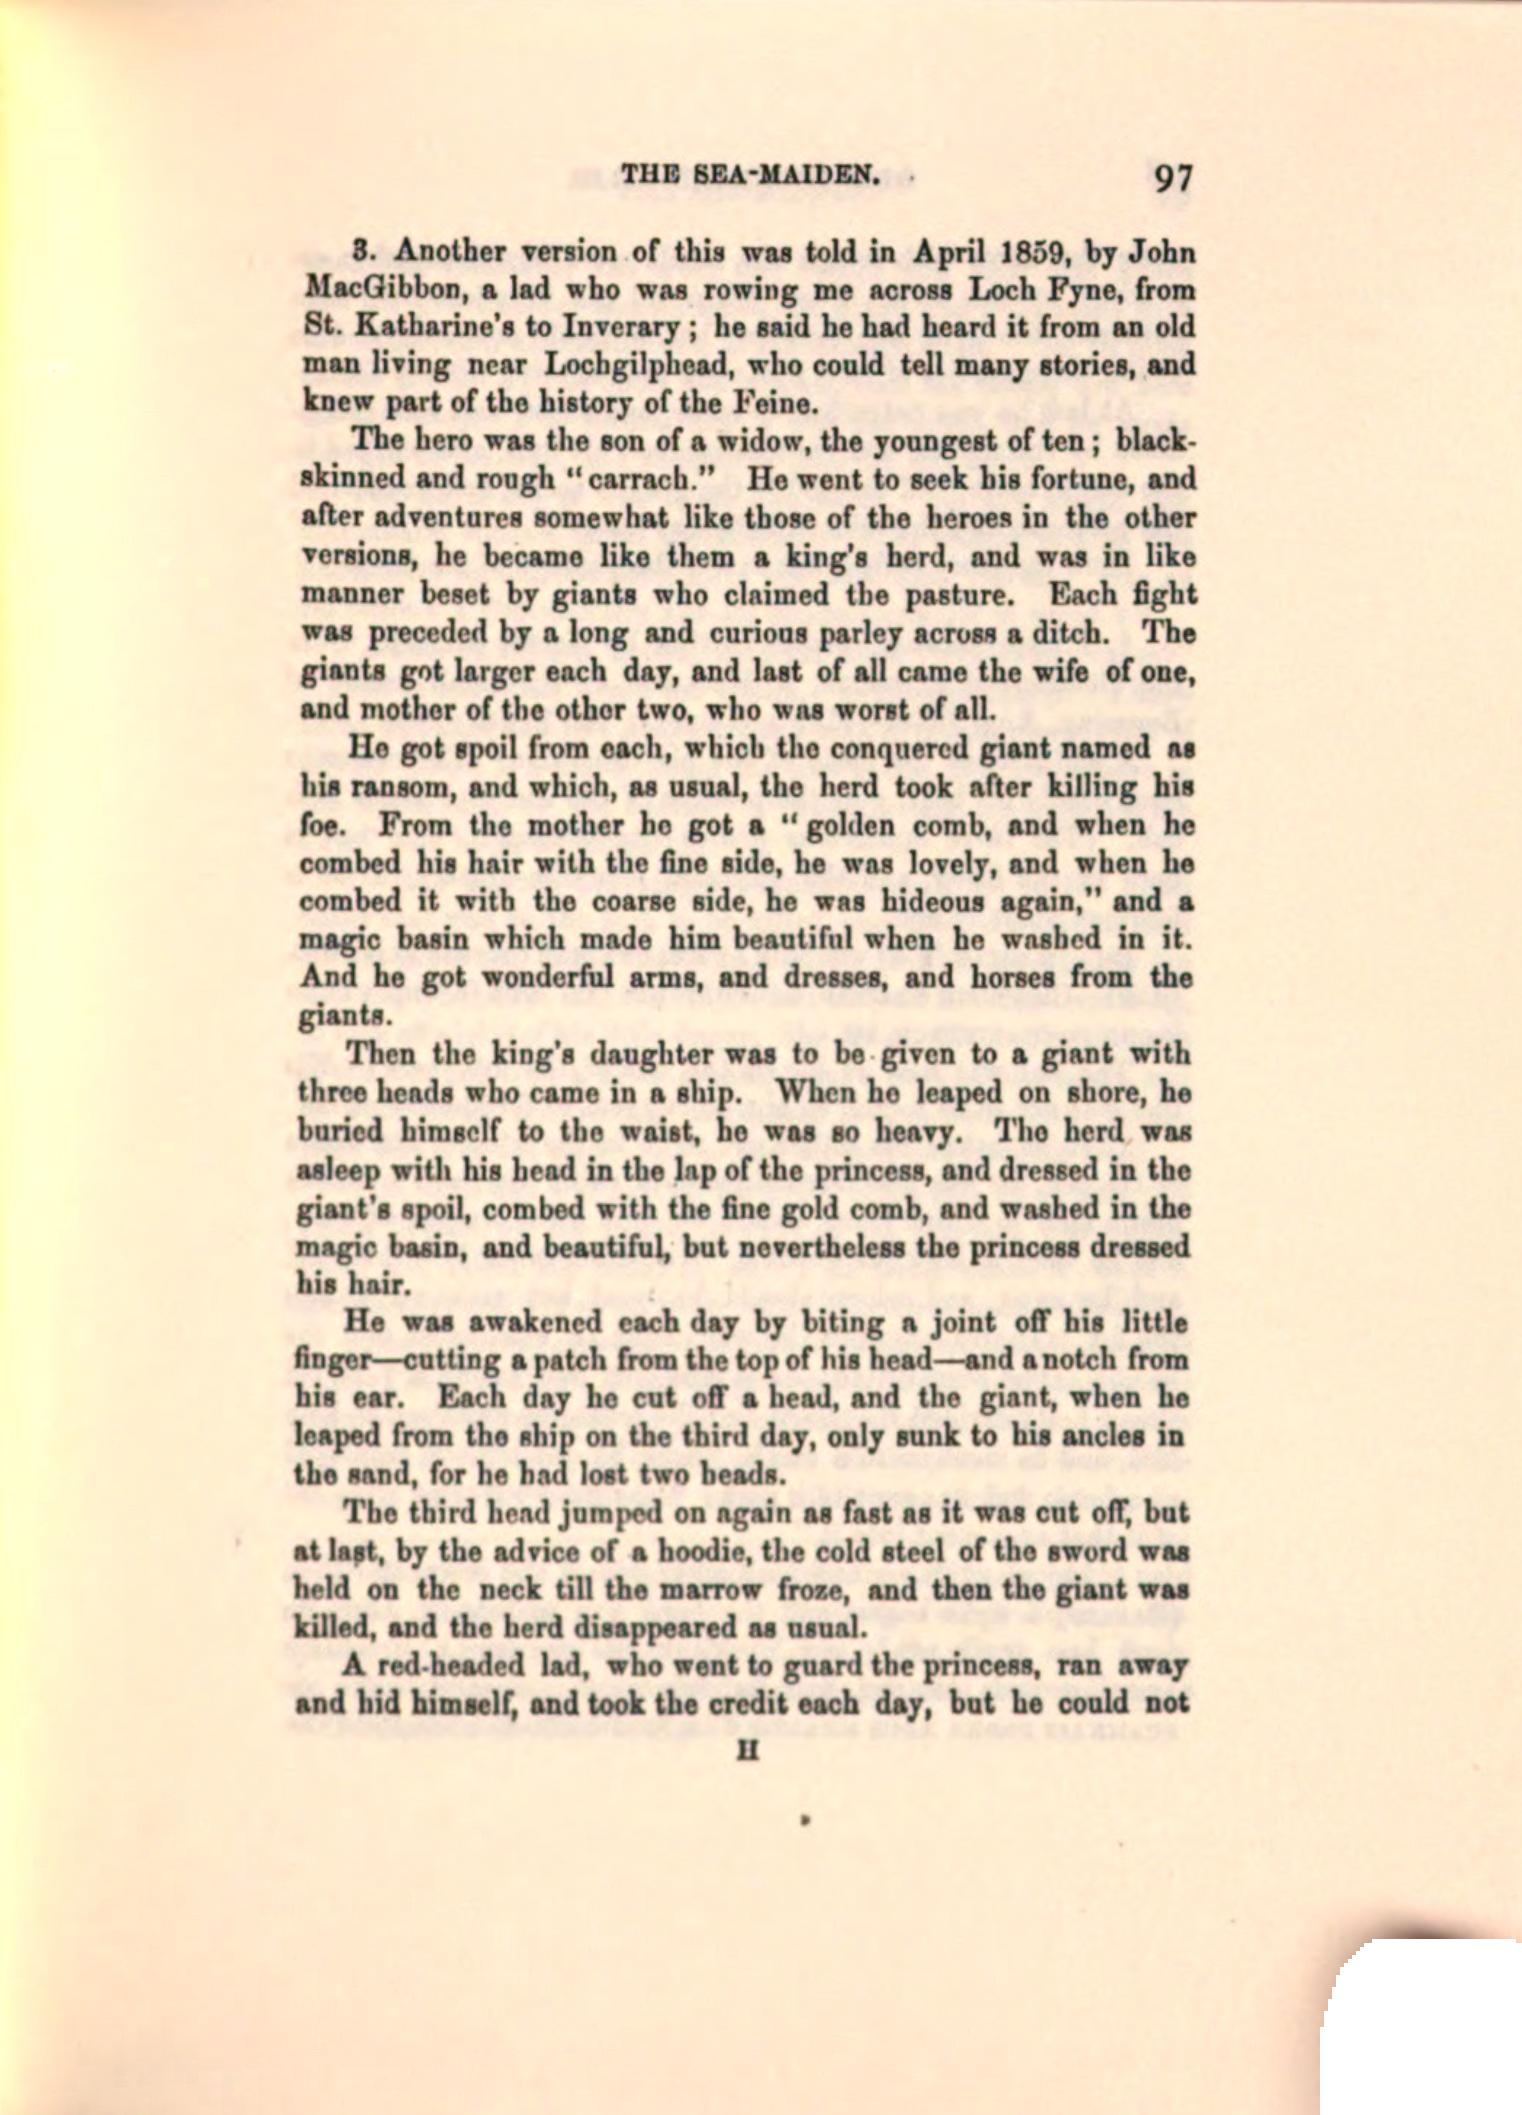 THE SEA-MAIDEN. 97
3. Another version of this was told in April 1859, by John
MacGibbon, a lad who was rowing me across Loch Fyne, from
St. Katharine's to Inverary; he said he had heard it from an old
man living near Lochgilphead, who could tell many stories, and
knew part of the history of the Feine.
The hero was the son of a widow, the youngest of ten; black-
skinned and rough "carrach." He went to seek his fortune, and
after adventures somewhat like those of the heroes in the other
versions, he became like them a king's herd, and was in like
manner beset by giants who claimed the pasture. Each fight
was preceded by a long and curious parley across a ditch. The
giants got larger each day, and last of all came the wife of one,
and mother of the other two, who was worst of all.
He got spoil from each, which the conquered giant named as
his ransom, and which, as usual, the herd took after killing his
foe. From the mother he got a "golden comb, and when he
combed his hair with the fine side, he was lovely, and when he
combed it with the coarse side, he was hideous again," and a
magic basin which made him beautiful when he washed in it.
And he got wonderful arms, and dresses, and horses from the
giants.
Then the king's daughter was to be given to a giant with
three heads who came in a ship. When he leaped on shore, he
buried himself to the waist, he was so heavy. The herd was
asleep with his head in the lap of the princess, and dressed in the
giant's spoil, combed with the fine gold comb, and washed in the
magic basin, and beautiful, but nevertheless the princess dressed
his hair.
He was awakened each day by biting a joint off his little
finger—cutting a patch from the top of his head—and a notch from
his ear. Each day he cut off a head, and the giant, when he
leaped from the ship on the third day, only sunk to his ancles in
the sand, for he had lost two heads.
The third head jumped on again as fast as it was cut off, but
at last, by the advice of a hoodie, the cold steel of the sword was
held on the neck till the marrow froze, and then the giant was
killed, and the herd disappeared as usual.
A red-headed lad, who went to guard the princess, ran away
and hid himself, and took the credit each day, but he could not
H